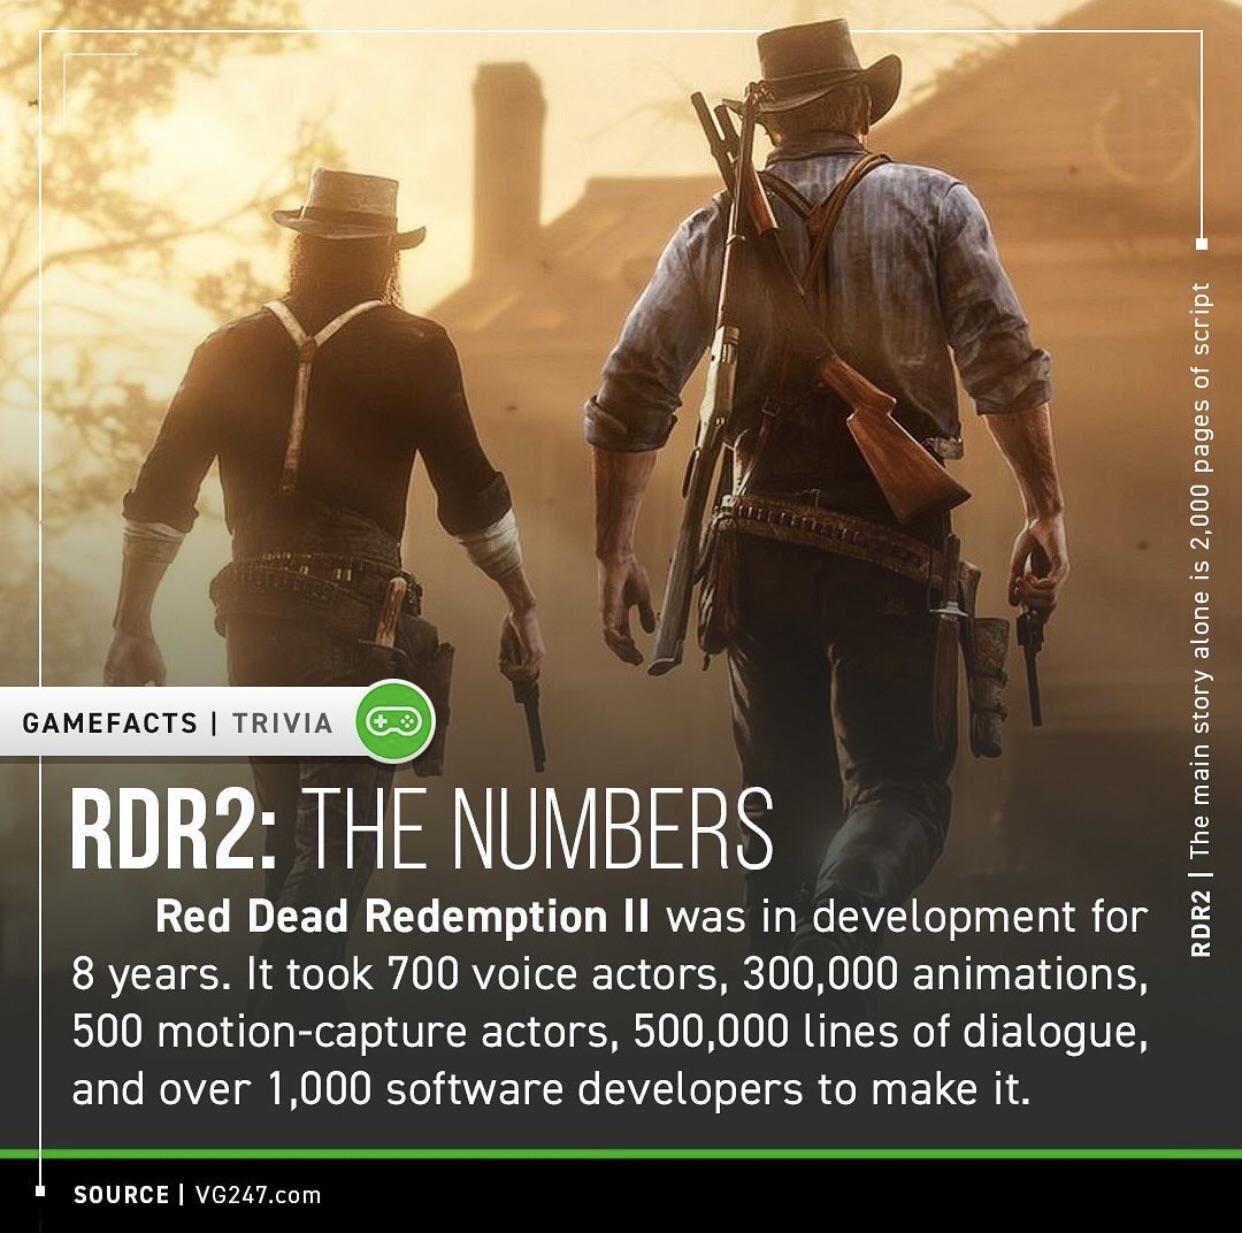 GAMEFACTS | TRIVIA
RDR2: THE NUMBERS
Red Dead Redemption II was in development for
8 years. It took 700 voice actors, 300,000 animations,
500 motion-capture actors, 500,000 lines of dialogue,
and over 1,000 software developers to make it.
RDR2 | The main story alone is 2,000 pages of script
SOURCE | VG247.com